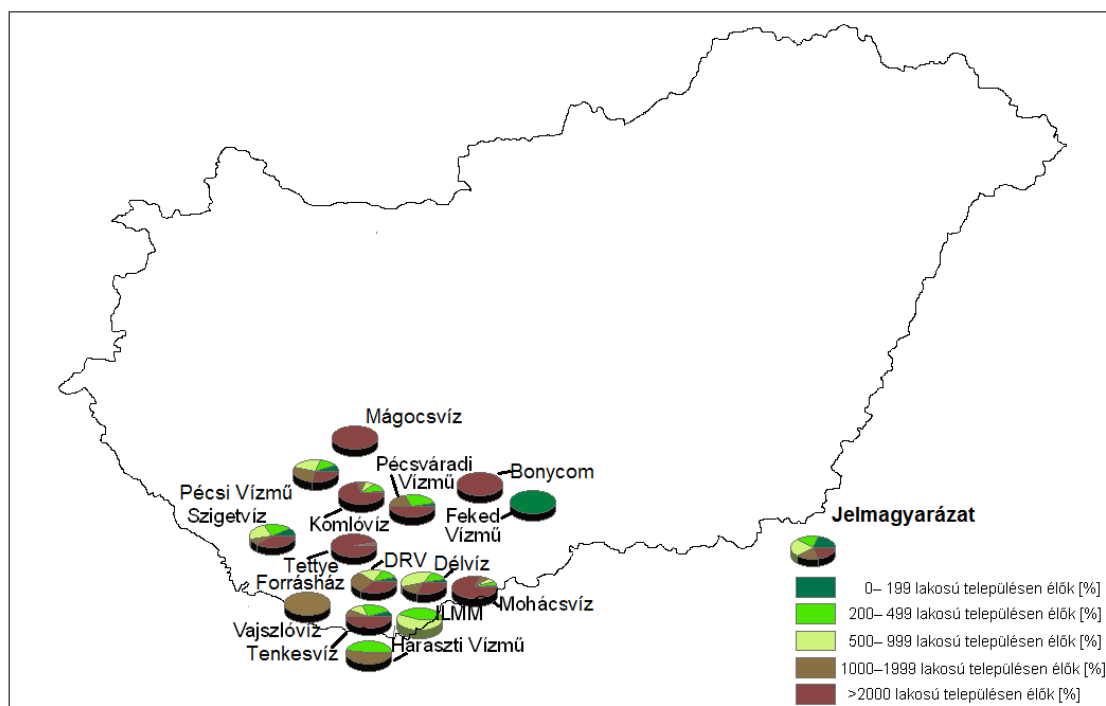 Mágocsvíz
Pécsváradi
Vízmű
Bonycom
Pécsi Vízmű
Szigetvíz
Komlóvíz
Feked
Vízmű
Tettye
Forrásház
DRV
Délvíz
Mohácsvíz
Vajszlóvíz
ILMM
Tenkesvíz
Haraszti Vízmű
Jelmagyarázat
0– 199 lakosú településen élők [%]
200–499 lakosú településen élők [%]
500–999 lakosú településen élők [%]
1000–1999 lakosú településen élők [%]
>2000 lakosú településen élők [%]